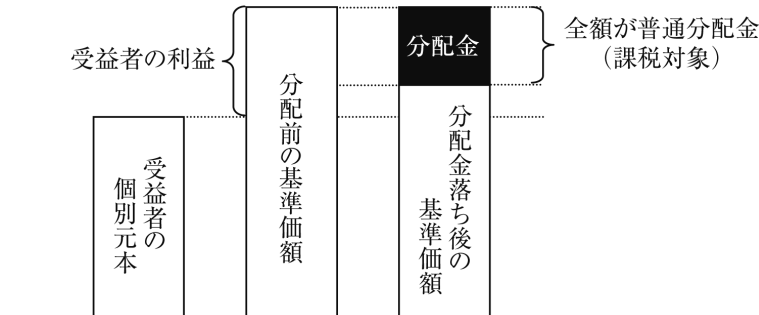 受益者の利益
分配金
全額が普通分配金
（課税対象）
分配前の基準価額
分配金落ち後の
基準価額
受益者の
個別元本